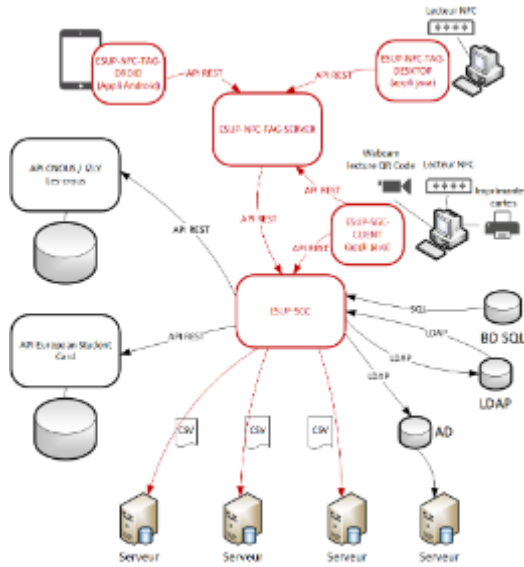 Lecteur NFC
ESUP-NFC-TAG-
DROID
(Appli Android)
API REST
API REST
ESUP-NFC-TAG-
DESKTOP
(appli java)
ESUP-NFC-TAG-SERVER
Webcam
lecture QR Code
Lecteur NFC
Imprimante
cartes
API CNOUS / IZLY
Les crous
API REST
API REST
API REST
ESUP-SGC-
CLIENT
(appli java)
API REST
ESUP-SGC
SQL
BD SQL
API European Student
Card
API REST
LDAP
LDAP
LDAP
LDAP
AD
CSV
CSV
CSV
Serveur
Serveur
Serveur
Serveur